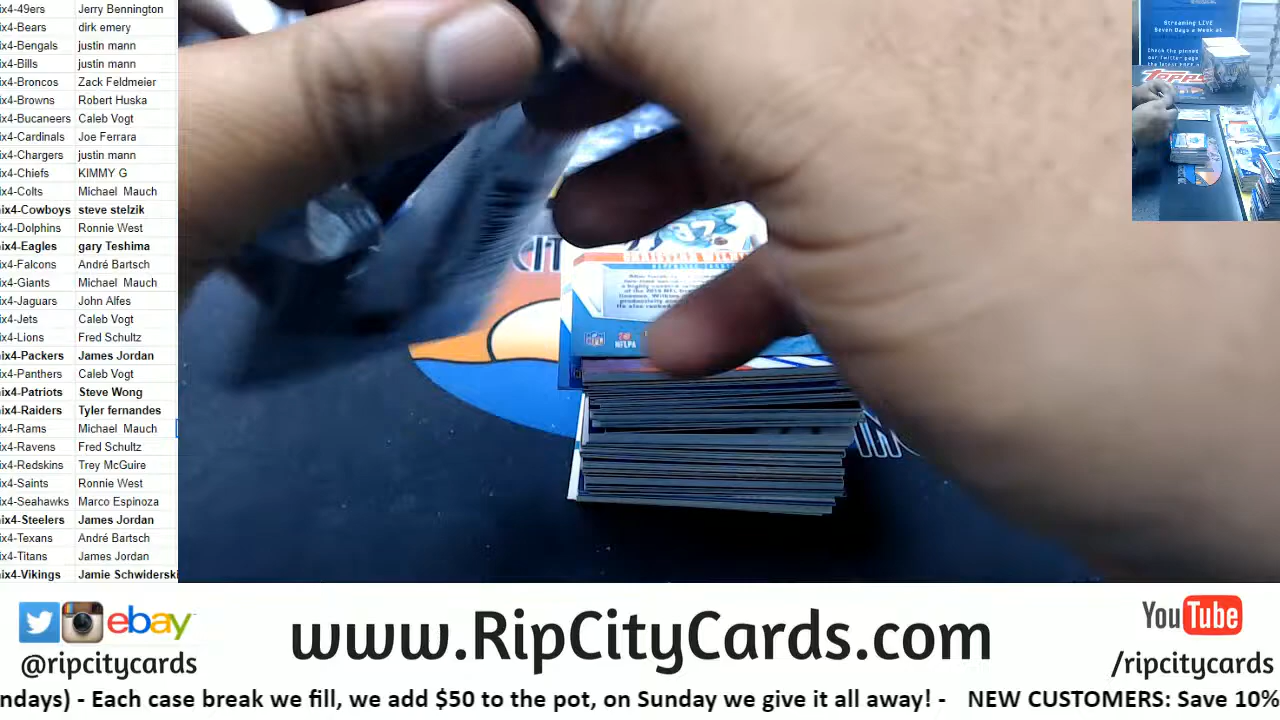 ix4-49ers Jerry Bennington
ix4-Bears dirk emery
ix4-Bengals justin mann
ix4-Bills justin mann
ix4-Broncos Zack Feldmeier
ix4-Browns Robert Huska
ix4-Bucaneers Caleb Vogt
ix4-Cardinals Joe Ferrara
ix4-Chargers justin mann
ix4-Chiefs KIMMY G
ix4-Colts Michael Mauch
ix4-Cowboys steve stelzik
ix4-Dolphins Ronnie West
ix4-Eagles gary Teshima
ix4-Falcons André Bartsch
ix4-Giants Michael Mauch
ix4-Jaguars John Alfes
ix4-Jets Caleb Vogt
ix4-Lions Fred Schultz
ix4-Packers James Jordan
ix4-Panthers Caleb Vogt
ix4-Patriots Steve Wong
ix4-Raiders Tyler fernandes
ix4-Rams Michael Mauch
ix4-Ravens Fred Schultz
ix4-Redskins Trey McGuire
ix4-Saints Ronnie West
ix4-Seahawks Marco Espinoza
ix4-Steelers James Jordan
ix4-Texans André Bartsch
ix4-Titans James Jordan
ix4-Vikings Jamie Schwiderski
Streaming LIVE
Seven Days a Week at
Check the pinned
Topps
CHRISTIAN
NFL
NFLPA
ebay
@ripcitycards
www.RipCityCards.com
YouTube
/ripcitycards
ndays) - Each case break we fill, we add $50 to the pot, on Sunday we give it all away! - NEW CUSTOMERS: Save 10%